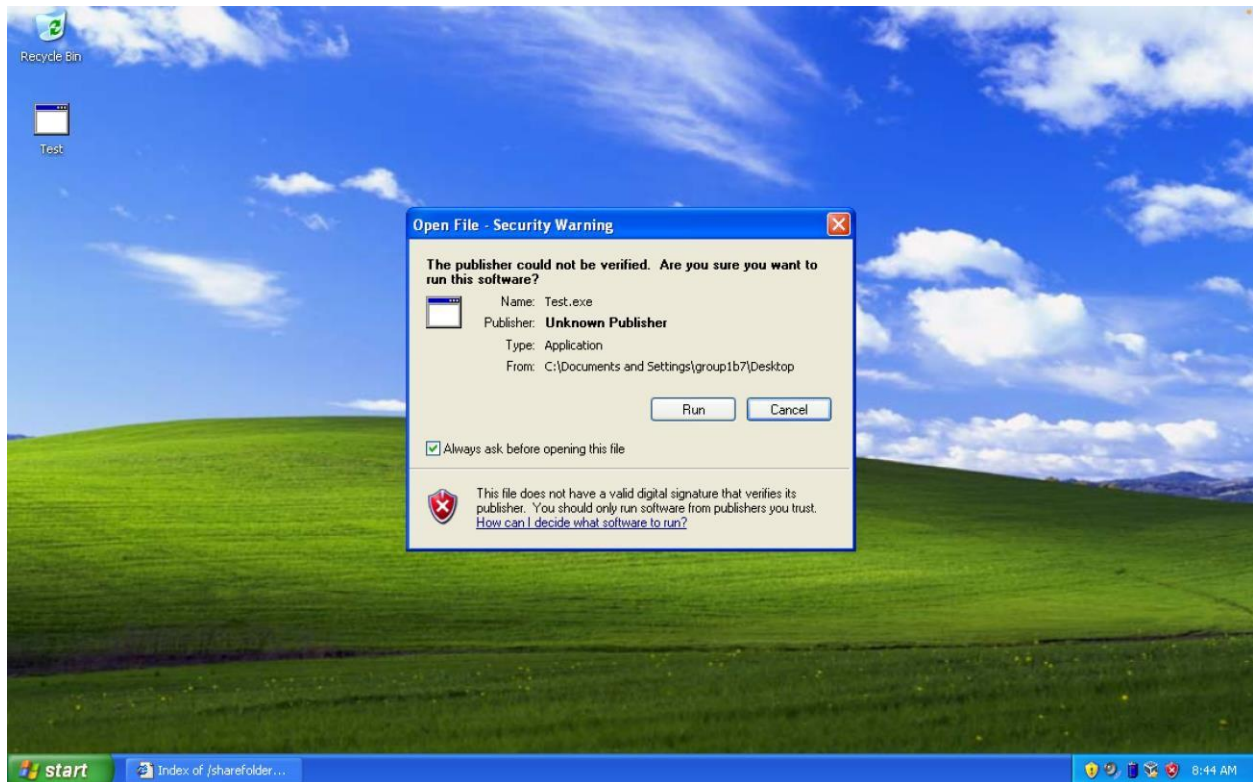 Recycle Bin
Test
Open File - Security Warning
The publisher could not be verified.  Are you sure you want to
run this software?
Name: Test.exe
Publisher: Unknown Publisher
Type: Application
From: C:\Documents and Settings\group1b7\Desktop
Run Cancel
Always ask before opening this file
This file does not have a valid digital signature that verifies its
publisher.  You should only run software from publishers you trust.
How can I decide what software to run?
start Index of /sharefolder... 8:44 AM